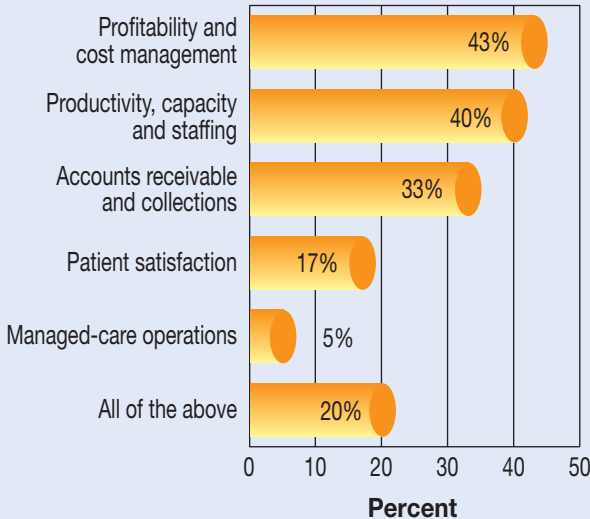 Profitability and
cost management
43%
Productivity, capacity
and staffing
40%
Accounts receivable
and collections
33%
Patient satisfaction
17%
Managed-care operations
5%
All of the above
20%
0 10 20 30 40 50
Percent